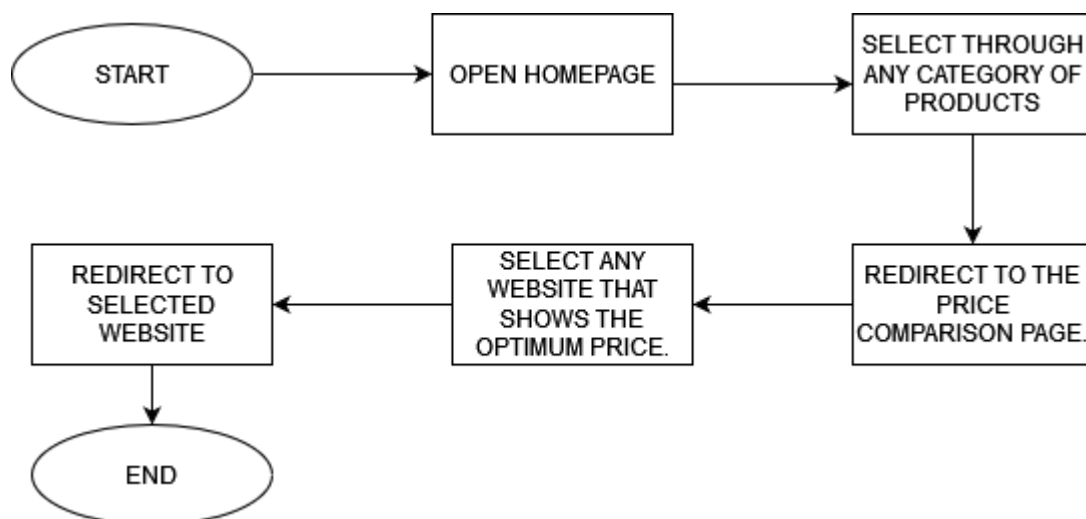 START
OPEN HOMEPAGE
SELECT THROUGH
ANY CATEGORY OF
PRODUCTS
REDIRECT TO THE
PRICE
COMPARISON PAGE.
SELECT ANY
WEBSITE THAT
SHOWS THE
OPTIMUM PRICE.
REDIRECT TO
SELECTED
WEBSITE
END